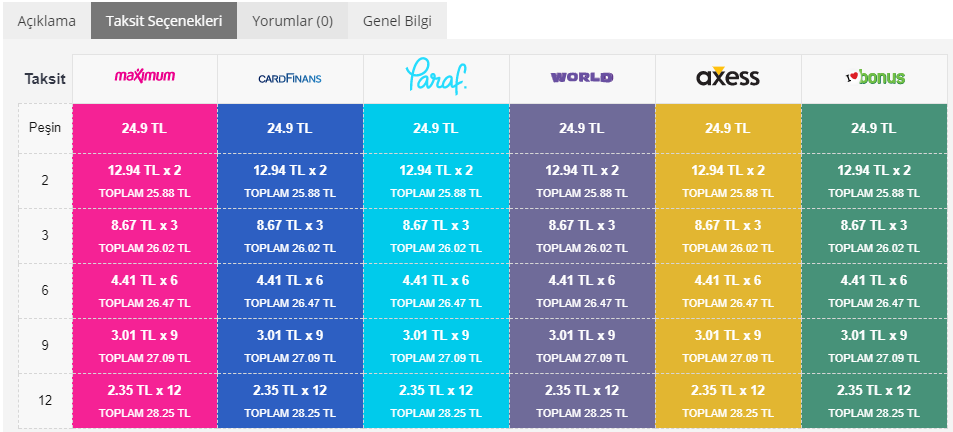 Açıklama Taksit Seçenekleri Yorumlar (0) Genel Bilgi
Taksit maximum CARDFINANS Paraf. WORLD axess I bonus
Peşin 24.9 TL 24.9 TL 24.9 TL 24.9 TL 24.9 TL 24.9 TL
2 12.94 TL x 2 12.94 TL x 2 12.94 TL x 2 12.94 TL x 2 12.94 TL x 2 12.94 TL x 2
TOPLAM 25.88 TL TOPLAM 25.88 TL TOPLAM 25.88 TL TOPLAM 25.88 TL TOPLAM 25.88 TL TOPLAM 25.88 TL
3 8.67 TL x 3 8.67 TL x 3 8.67 TL x 3 8.67 TL x 3 8.67 TL x 3 8.67 TL x 3
TOPLAM 26.02 TL TOPLAM 26.02 TL TOPLAM 26.02 TL TOPLAM 26.02 TL TOPLAM 26.02 TL TOPLAM 26.02 TL
6 4.41 TL x 6 4.41 TL x 6 4.41 TL x 6 4.41 TL x 6 4.41 TL x 6 4.41 TL x 6
TOPLAM 26.47 TL TOPLAM 26.47 TL TOPLAM 26.47 TL TOPLAM 26.47 TL TOPLAM 26.47 TL TOPLAM 26.47 TL
9 3.01 TL x 9 3.01 TL x 9 3.01 TL x 9 3.01 TL x 9 3.01 TL x 9 3.01 TL x 9
TOPLAM 27.09 TL TOPLAM 27.09 TL TOPLAM 27.09 TL TOPLAM 27.09 TL TOPLAM 27.09 TL TOPLAM 27.09 TL
12 2.35 TL x 12 2.35 TL x 12 2.35 TL x 12 2.35 TL x 12 2.35 TL x 12 2.35 TL x 12
TOPLAM 28.25 TL TOPLAM 28.25 TL TOPLAM 28.25 TL TOPLAM 28.25 TL TOPLAM 28.25 TL TOPLAM 28.25 TL